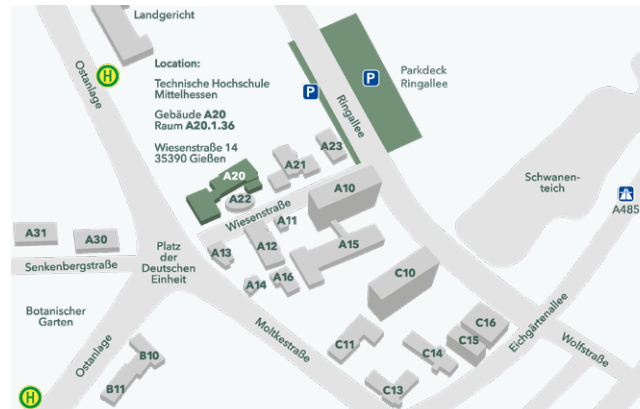 Landgericht
H
Ostanlage
Location:
Technische Hochschule
Mittelhessen
Gebäude A20
Raum A20.1.36
Wiesenstraße 14
35390 Gießen
P
P
Parkdeck
Ringallee
Ringallee
A23
A21
A20
A22
A10
Wiesenstraße
A11
Schwanen-
teich
A485
A31
A30
Senkenbergstraße
Platz
der
Deutschen
Einheit
A13
A12
A15
A14
A16
C10
Botanischer
Garten
Moltkestraße
Ostanlage
B10
B11
C11
C14
C13
C15
C16
Eichgärtenallee
Wolfstraße
H